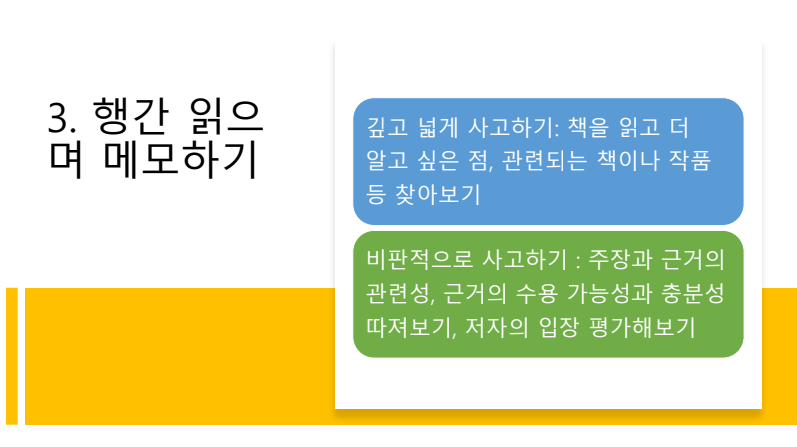 3. 행간 읽으
며 메모하기
깊고 넓게 사고하기: 책을 읽고 더
알고 싶은 점, 관련되는 책이나 작품
등 찾아보기
비판적으로 사고하기 : 주장과 근거의
관련성, 근거의 수용 가능성과 충분성
따져보기, 저자의 입장 평가해보기